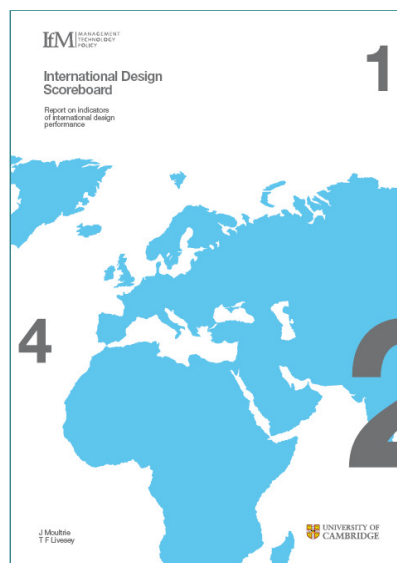 IfM MANAGEMENT
TECHNOLOGY
POLICY
1
International Design
Scoreboard
Report on indicators
of international design
performance
4
2
J Moultrie
T F Livesey
UNIVERSITY OF
CAMBRIDGE